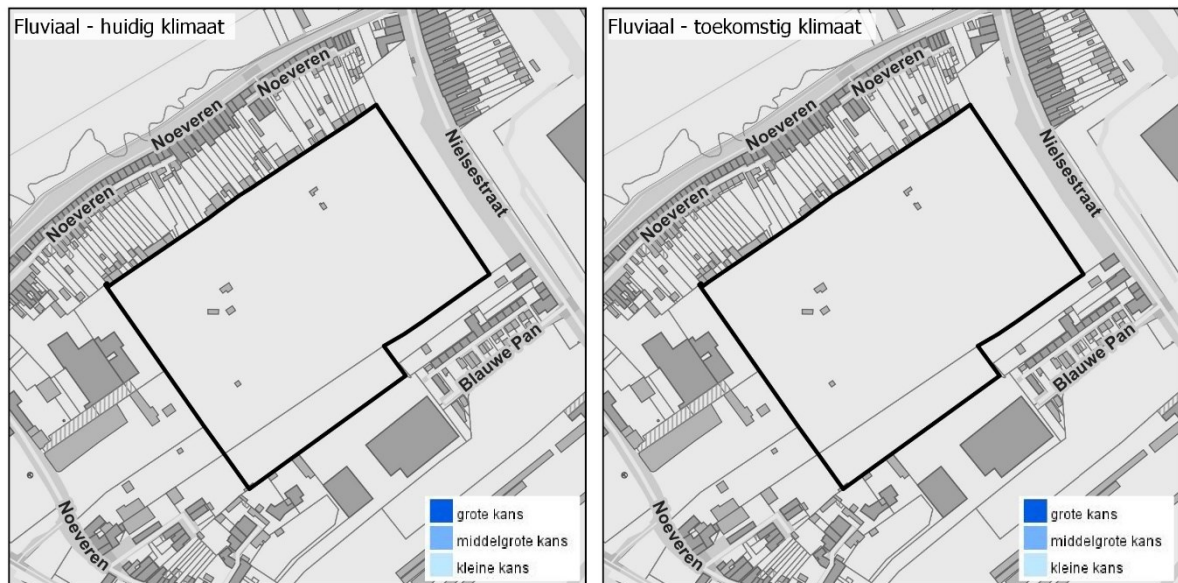 Fluviaal - huidig klimaat
Noeveren
Noeveren
Noeveren
Nielsestraat
Blauwe Pan
Noeveren
grote kans
middelgrote kans
kleine kans
Fluviaal - toekomstig klimaat
Noeveren
Noeveren
Noeveren
Nielsestraat
Blauwe Pan
Noeveren
grote kans
middelgrote kans
kleine kans